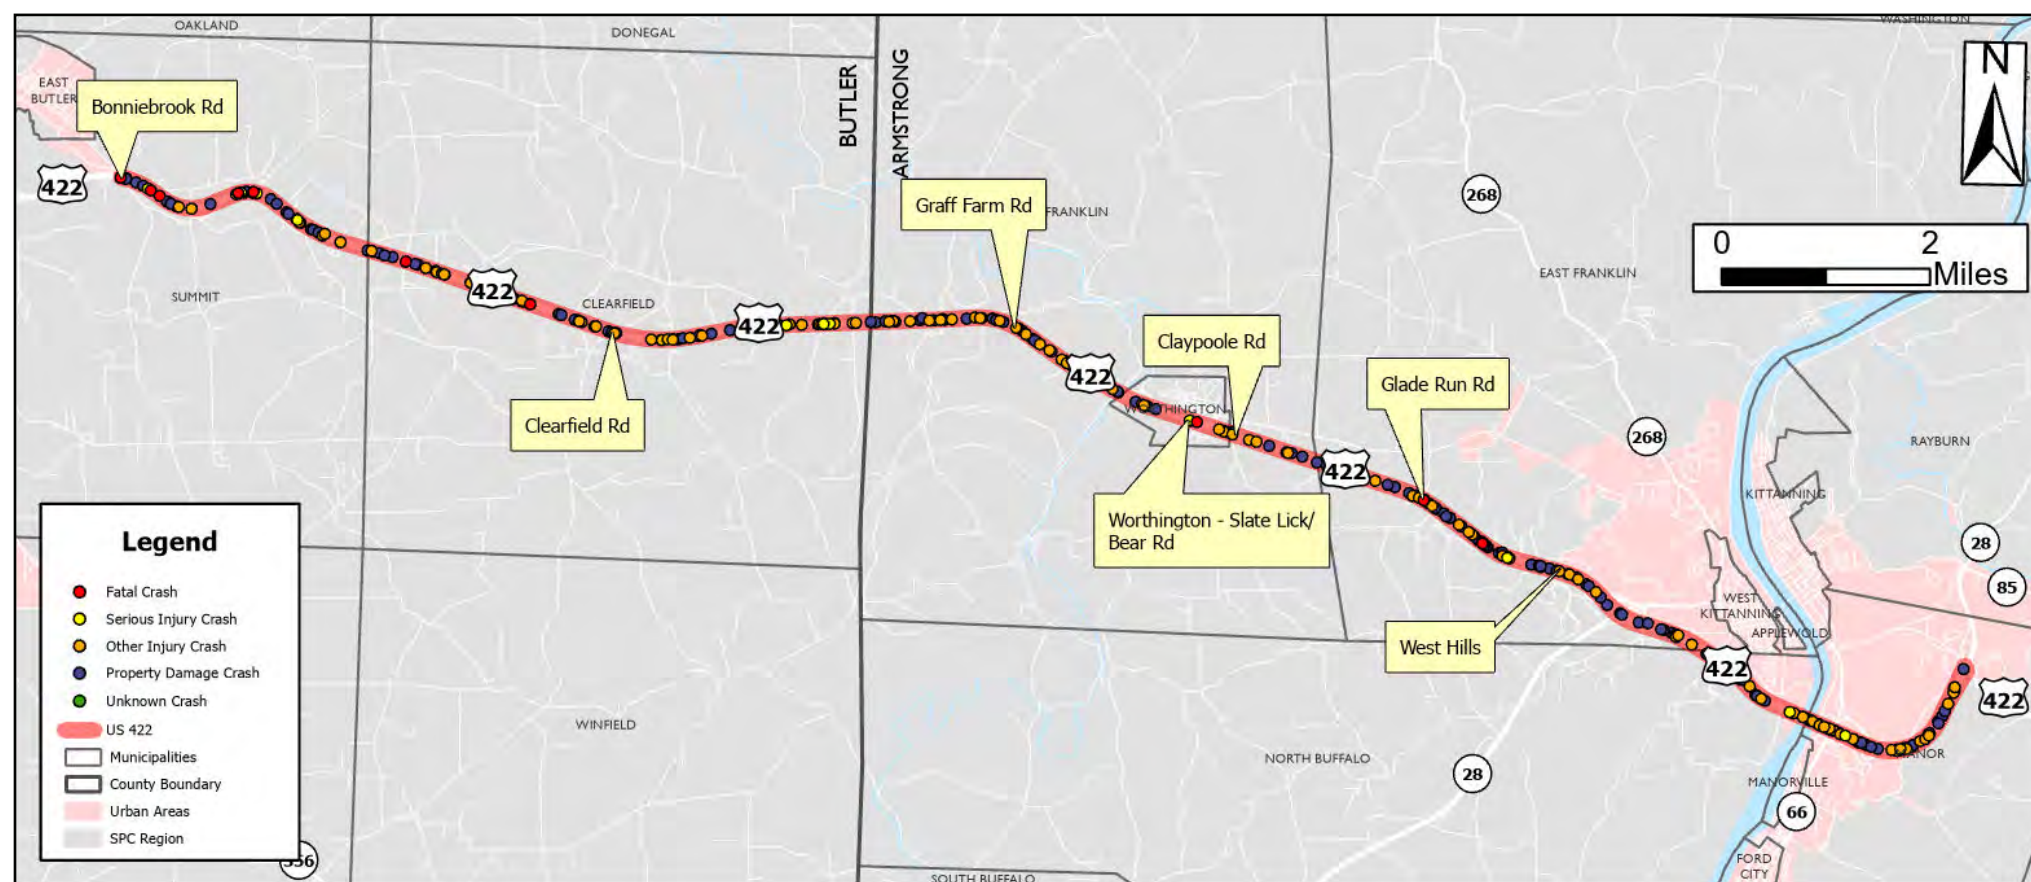 OAKLAND
DONEGAL
WASHINGTON
N
EAST
BUTLER
Bonniebrook Rd
BUTLER
ARMSTRONG
422
Graff Farm Rd
FRANKLIN
268
0 2
Miles
EAST FRANKLIN
SUMMIT
422
CLEARFIELD
422
Claypoole Rd
Glade Run Rd
422
Clearfield Rd
WORTHINGTON
268
RAYBURN
422
KITTANNING
Worthington - Slate Lick/
Bear Rd
28
85
WEST
KITTANNING
APPLEWOLD
West Hills
422
422
Legend
Fatal Crash
Serious Injury Crash
Other Injury Crash
Property Damage Crash
Unknown Crash
US 422
Municipalities
County Boundary
Urban Areas
SPC Region
356
WINFIELD
NORTH BUFFALO
28
MANOR
MANORVILLE
66
FORD
CITY
SOUTH BUFFALO